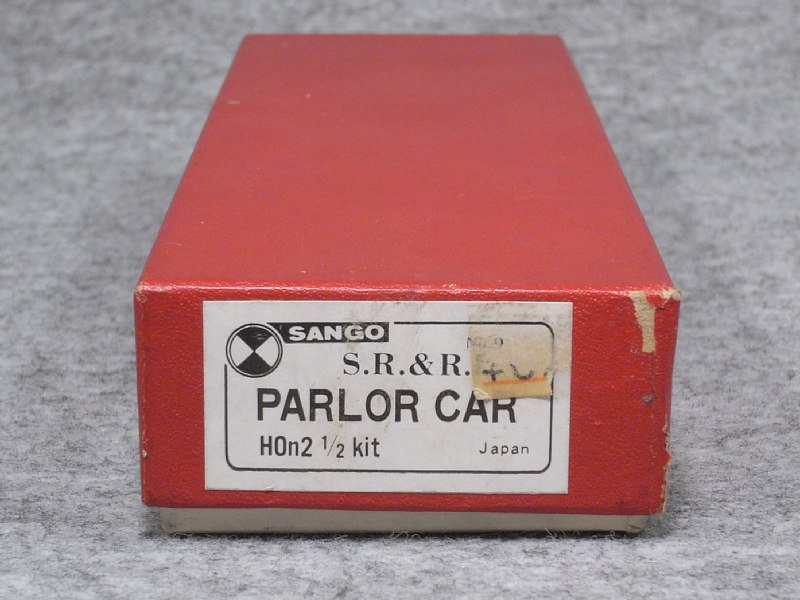 SANGO
S.R.&R.
PARLOR CAR
HOn2 1/2 kit
Japan